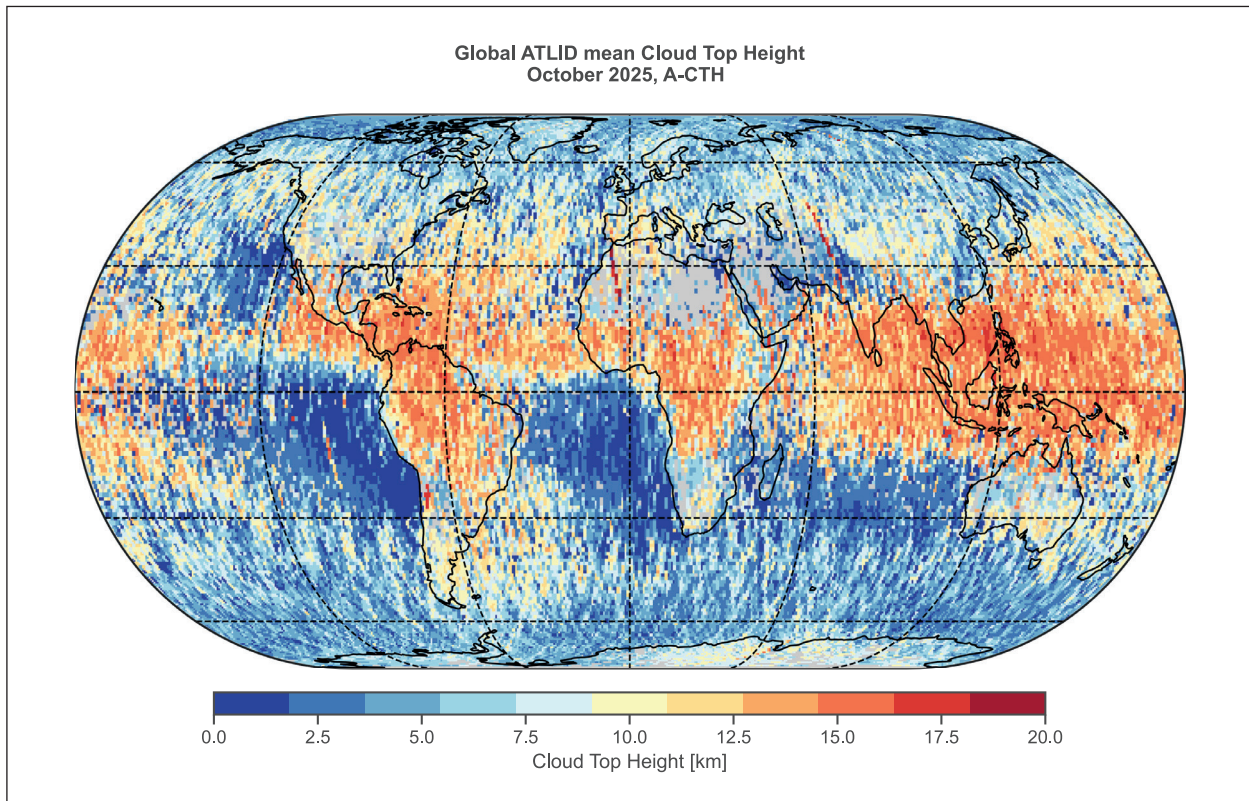 Global ATLID mean Cloud Top Height
October 2025, A-CTH
0.0 2.5 5.0 7.5 10.0 12.5 15.0 17.5 20.0
Cloud Top Height [km]